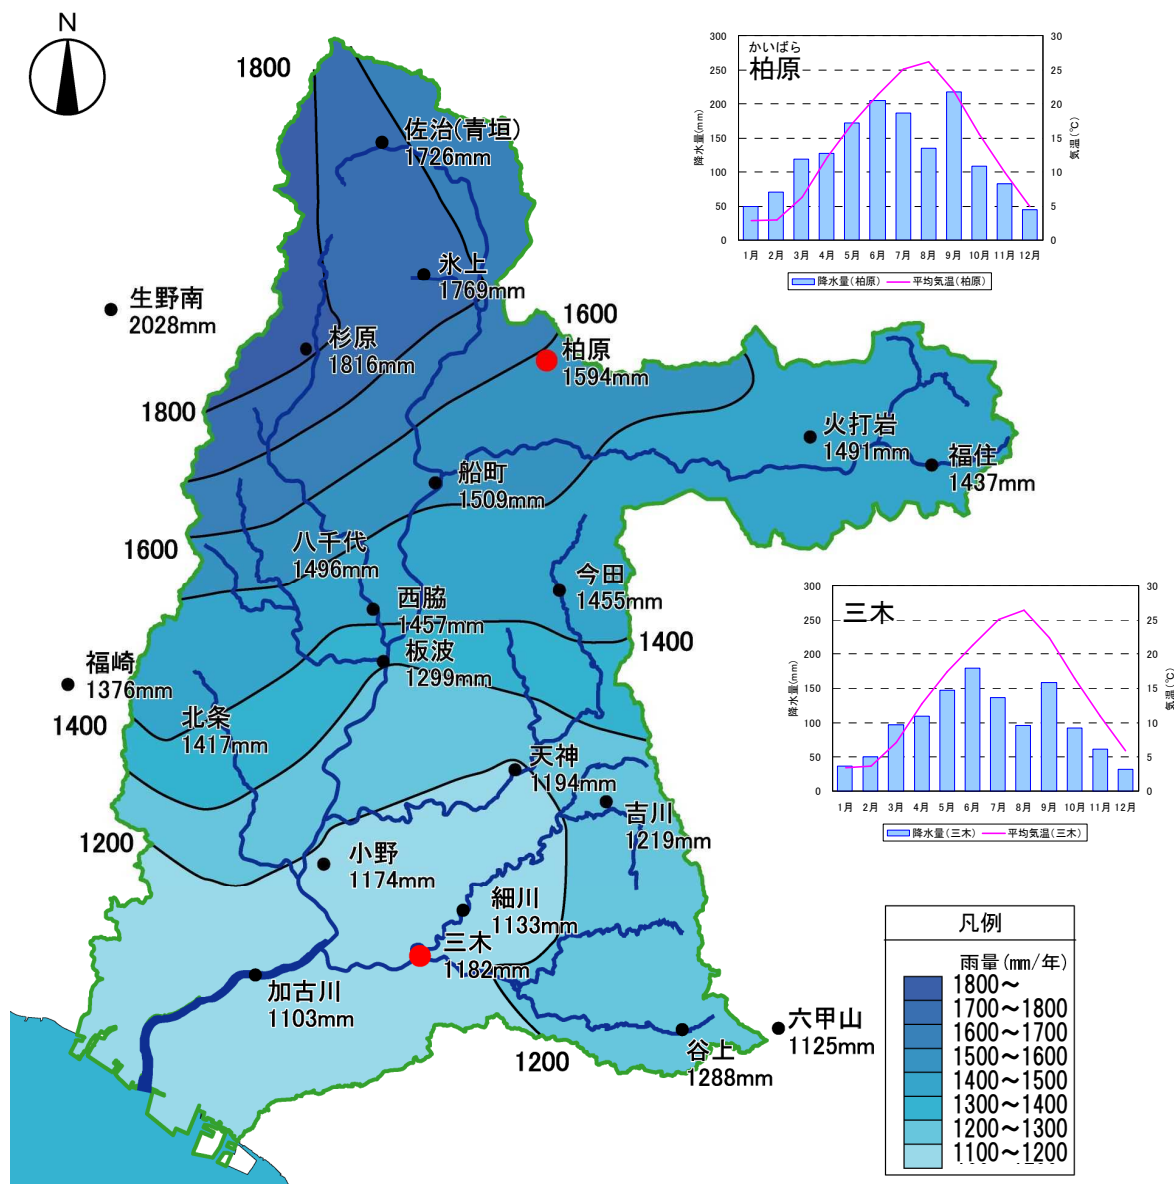 N
1800
佐治(青垣)
1726mm
氷上
1769mm
生野南
2028mm
杉原
1816mm
1600
柏原
1594mm
1800
火打岩
1491mm
福住
1437mm
船町
1509mm
1600
八千代
1496mm
今田
1455mm
西脇
1457mm
1400
板波
1299mm
福崎
1376mm
1400
北条
1417mm
天神
1194mm
吉川
1219mm
1200
小野
1174mm
細川
1133mm
三木
1182mm
加古川
1103mm
六甲山
1125mm
谷上
1288mm
1200
かいばら
柏原
降水量(mm)
300
250
200
150
100
50
0
気温(℃)
30
25
20
15
10
5
0
1月 2月 3月 4月 5月 6月 7月 8月 9月 10月 11月 12月
降水量(柏原) 平均気温(柏原)
三木
降水量(mm)
300
250
200
150
100
50
0
気温(℃)
30
25
20
15
10
5
0
1月 2月 3月 4月 5月 6月 7月 8月 9月 10月 11月 12月
降水量(三木) 平均気温(三木)
凡例
雨量(mm/年)
1800～
1700～1800
1600～1700
1500～1600
1400～1500
1300～1400
1200～1300
1100～1200